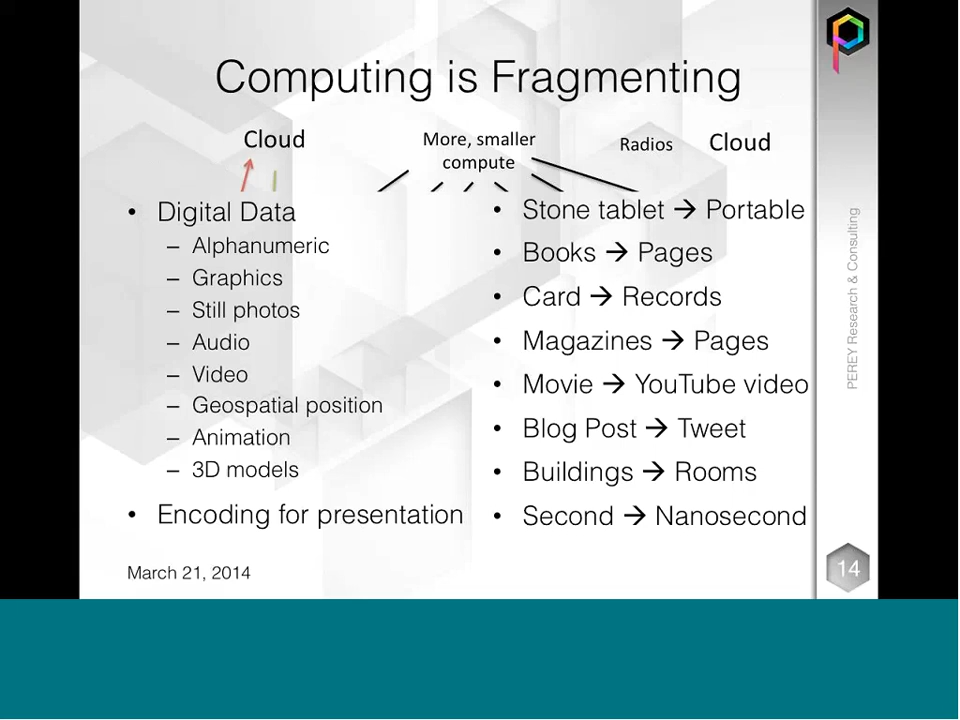 Computing is Fragmenting
Cloud
More, smaller
compute
Radios
Cloud
• Digital Data
– Alphanumeric
– Graphics
– Still photos
– Audio
– Video
– Geospatial position
– Animation
– 3D models
• Encoding for presentation
• Stone tablet → Portable
• Books → Pages
• Card → Records
• Magazines → Pages
• Movie → YouTube video
• Blog Post → Tweet
• Buildings → Rooms
• Second → Nanosecond
PEREY Research & Consulting
March 21, 2014
14